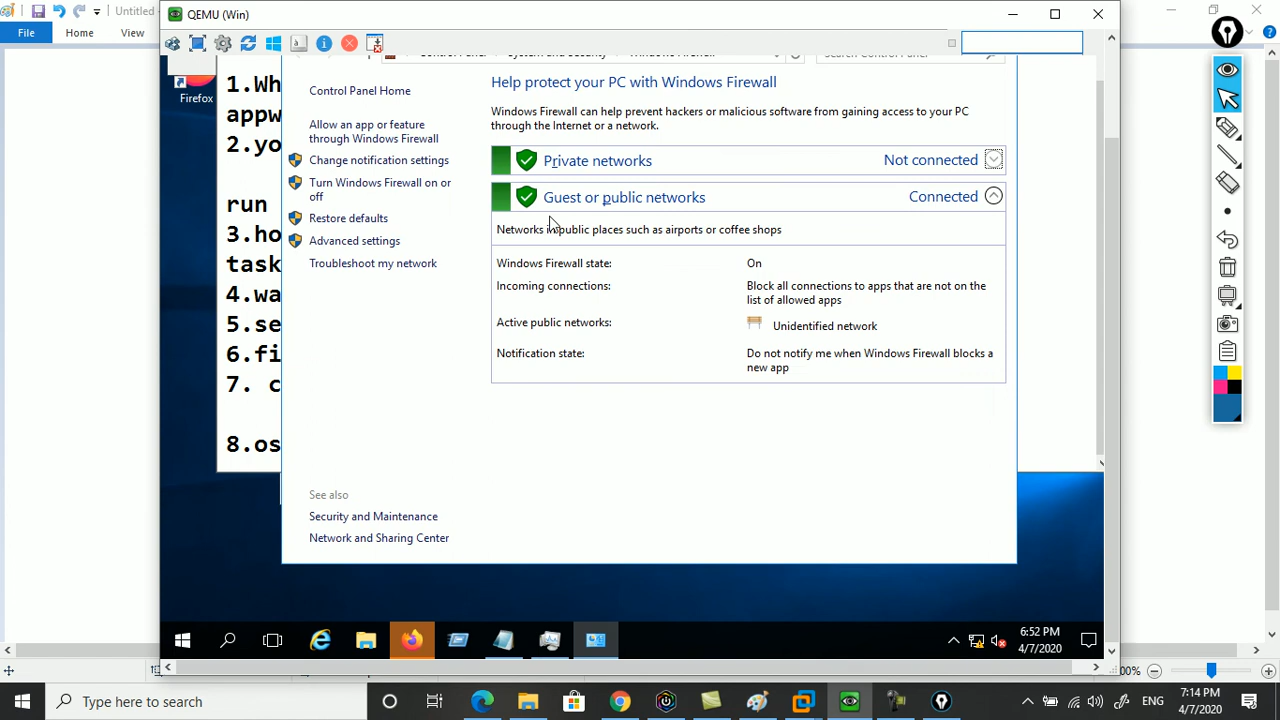 Untitled -
QEMU (Win)
File
Home
View
Firefox
1.Wh
appw
2.yo
run
3.ho
task
4.wa
5.se
6.fi
7. c
8.os
Control Panel Home
Allow an app or feature
through Windows Firewall
Change notification settings
Turn Windows Firewall on or
off
Restore defaults
Advanced settings
Troubleshoot my network
See also
Security and Maintenance
Network and Sharing Center
Help protect your PC with Windows Firewall
Windows Firewall can help prevent hackers or malicious software from gaining access to your PC
through the Internet or a network.
Private networks Not connected
Guest or public networks Connected
Networks in public places such as airports or coffee shops
Windows Firewall state: On
Incoming connections: Block all connections to apps that are not on the
list of allowed apps
Active public networks: Unidentified network
Notification state: Do not notify me when Windows Firewall blocks a
new app
6:52 PM
4/7/2020
00%
Type here to search
ENG
7:14 PM
4/7/2020